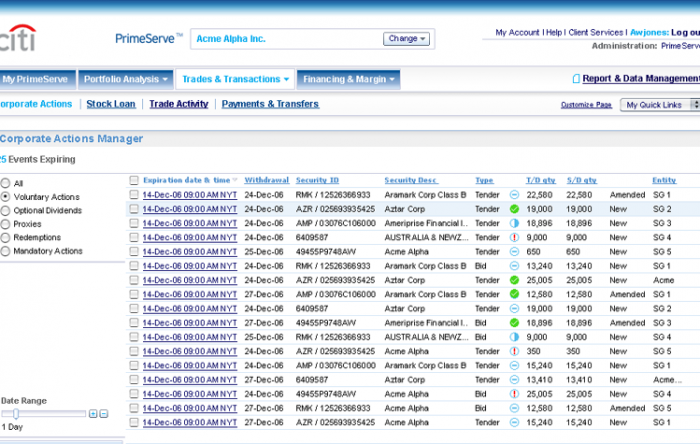 citi PrimeServe™ Acme Alpha Inc. Change My Account | Help | Client Services | Awjones: Log ou
Administration: PrimeServe
My PrimeServe Portfolio Analysis Trades & Transactions Financing & Margin Report & Data Management
orporate Actions Stock Loan Trade Activity Payments & Transfers Customize Page My Quick Links
Corporate Actions Manager
25 Events Expiring
All
Voluntary Actions
Optional Dividends
Proxies
Redemptions
Mandatory Actions
Date Range
1 Day
Expiration date & time Withdrawal Security ID Security Desc Type T/D qty S/D qty Entity
14-Dec-06 09:00 AM NYT 24-Dec-06 RMK / 12526366933 Aramark Corp Class B Tender 22,580 22,580 Amended SG 1
14-Dec-06 09:00 AM NYT 24-Dec-06 AZR / 025693935425 Aztar Corp Tender 19,000 19,000 New SG 2
14-Dec-06 09:00 AM NYT 24-Dec-06 AMP / 03076C106000 Ameriprise Financial I... Tender 18,896 18,896 New SG 3
14-Dec-06 09:00 AM NYT 24-Dec-06 6409587 AUSTRALIA & NEWZ... Tender 9,000 9,000 New SG 4
14-Dec-06 09:00 AM NYT 25-Dec-06 49455P9748AVV Acme Alpha Tender 650 650 New SG 5
14-Dec-06 09:00 AM NYT 24-Dec-06 RMK / 12526366933 Aramark Corp Class B Bid 13,240 13,240 New SG 1
14-Dec-06 09:00 AM NYT 24-Dec-06 AZR / 025693935425 Aztar Corp Tender 25,005 25,005 New Acme
14-Dec-06 09:00 AM NYT 27-Dec-06 AMP / 03076C106000 Aramark Corp Class B Tender 12,580 12,580 Amended SG 1
14-Dec-06 09:00 AM NYT 24-Dec-06 6409587 Aztar Corp Tender 19,000 19,000 New SG 2
14-Dec-06 09:00 AM NYT 27-Dec-06 49455P9748AVV Ameriprise Financial I.. Bid 18,896 18,896 Amended SG 3
14-Dec-06 09:00 AM NYT 24-Dec-06 RMK / 12526366933 AUSTRALIA & NEWZ... Bid 9,000 9,000 New SG 4
14-Dec-06 09:00 AM NYT 24-Dec-06 AZR / 025693935425 Acme Alpha Tender 350 350 New SG 5
14-Dec-06 09:00 AM NYT 24-Dec-06 AMP / 03076C106000 Aramark Corp Class B Tender 15,240 15,240 New SG 1
14-Dec-06 09:00 AM NYT 27-Dec-06 6409587 Aztar Corp Tender 13,410 13,410 New Acme...
14-Dec-06 09:00 AM NYT 24-Dec-06 49455P9748AVV Acme Alpha Bid 25,005 25,005 New SG 4
14-Dec-06 09:00 AM NYT 27-Dec-06 RMK / 12526366933 Acme Alpha Bid 12,580 12,580 Amended SG 5
14-Dec-06 09:00 AM NYT 24-Dec-06 AZR / 025693935425 Acme Alpha Tender 15,240 15,240 New SG 1